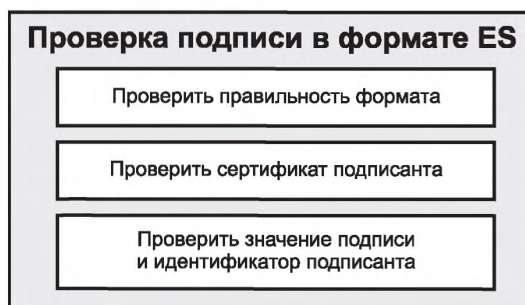 Проверка подписи в формате ES
Проверить правильность формата
Проверить сертификат подписанта
Проверить значение подписи
и идентификатор подписанта